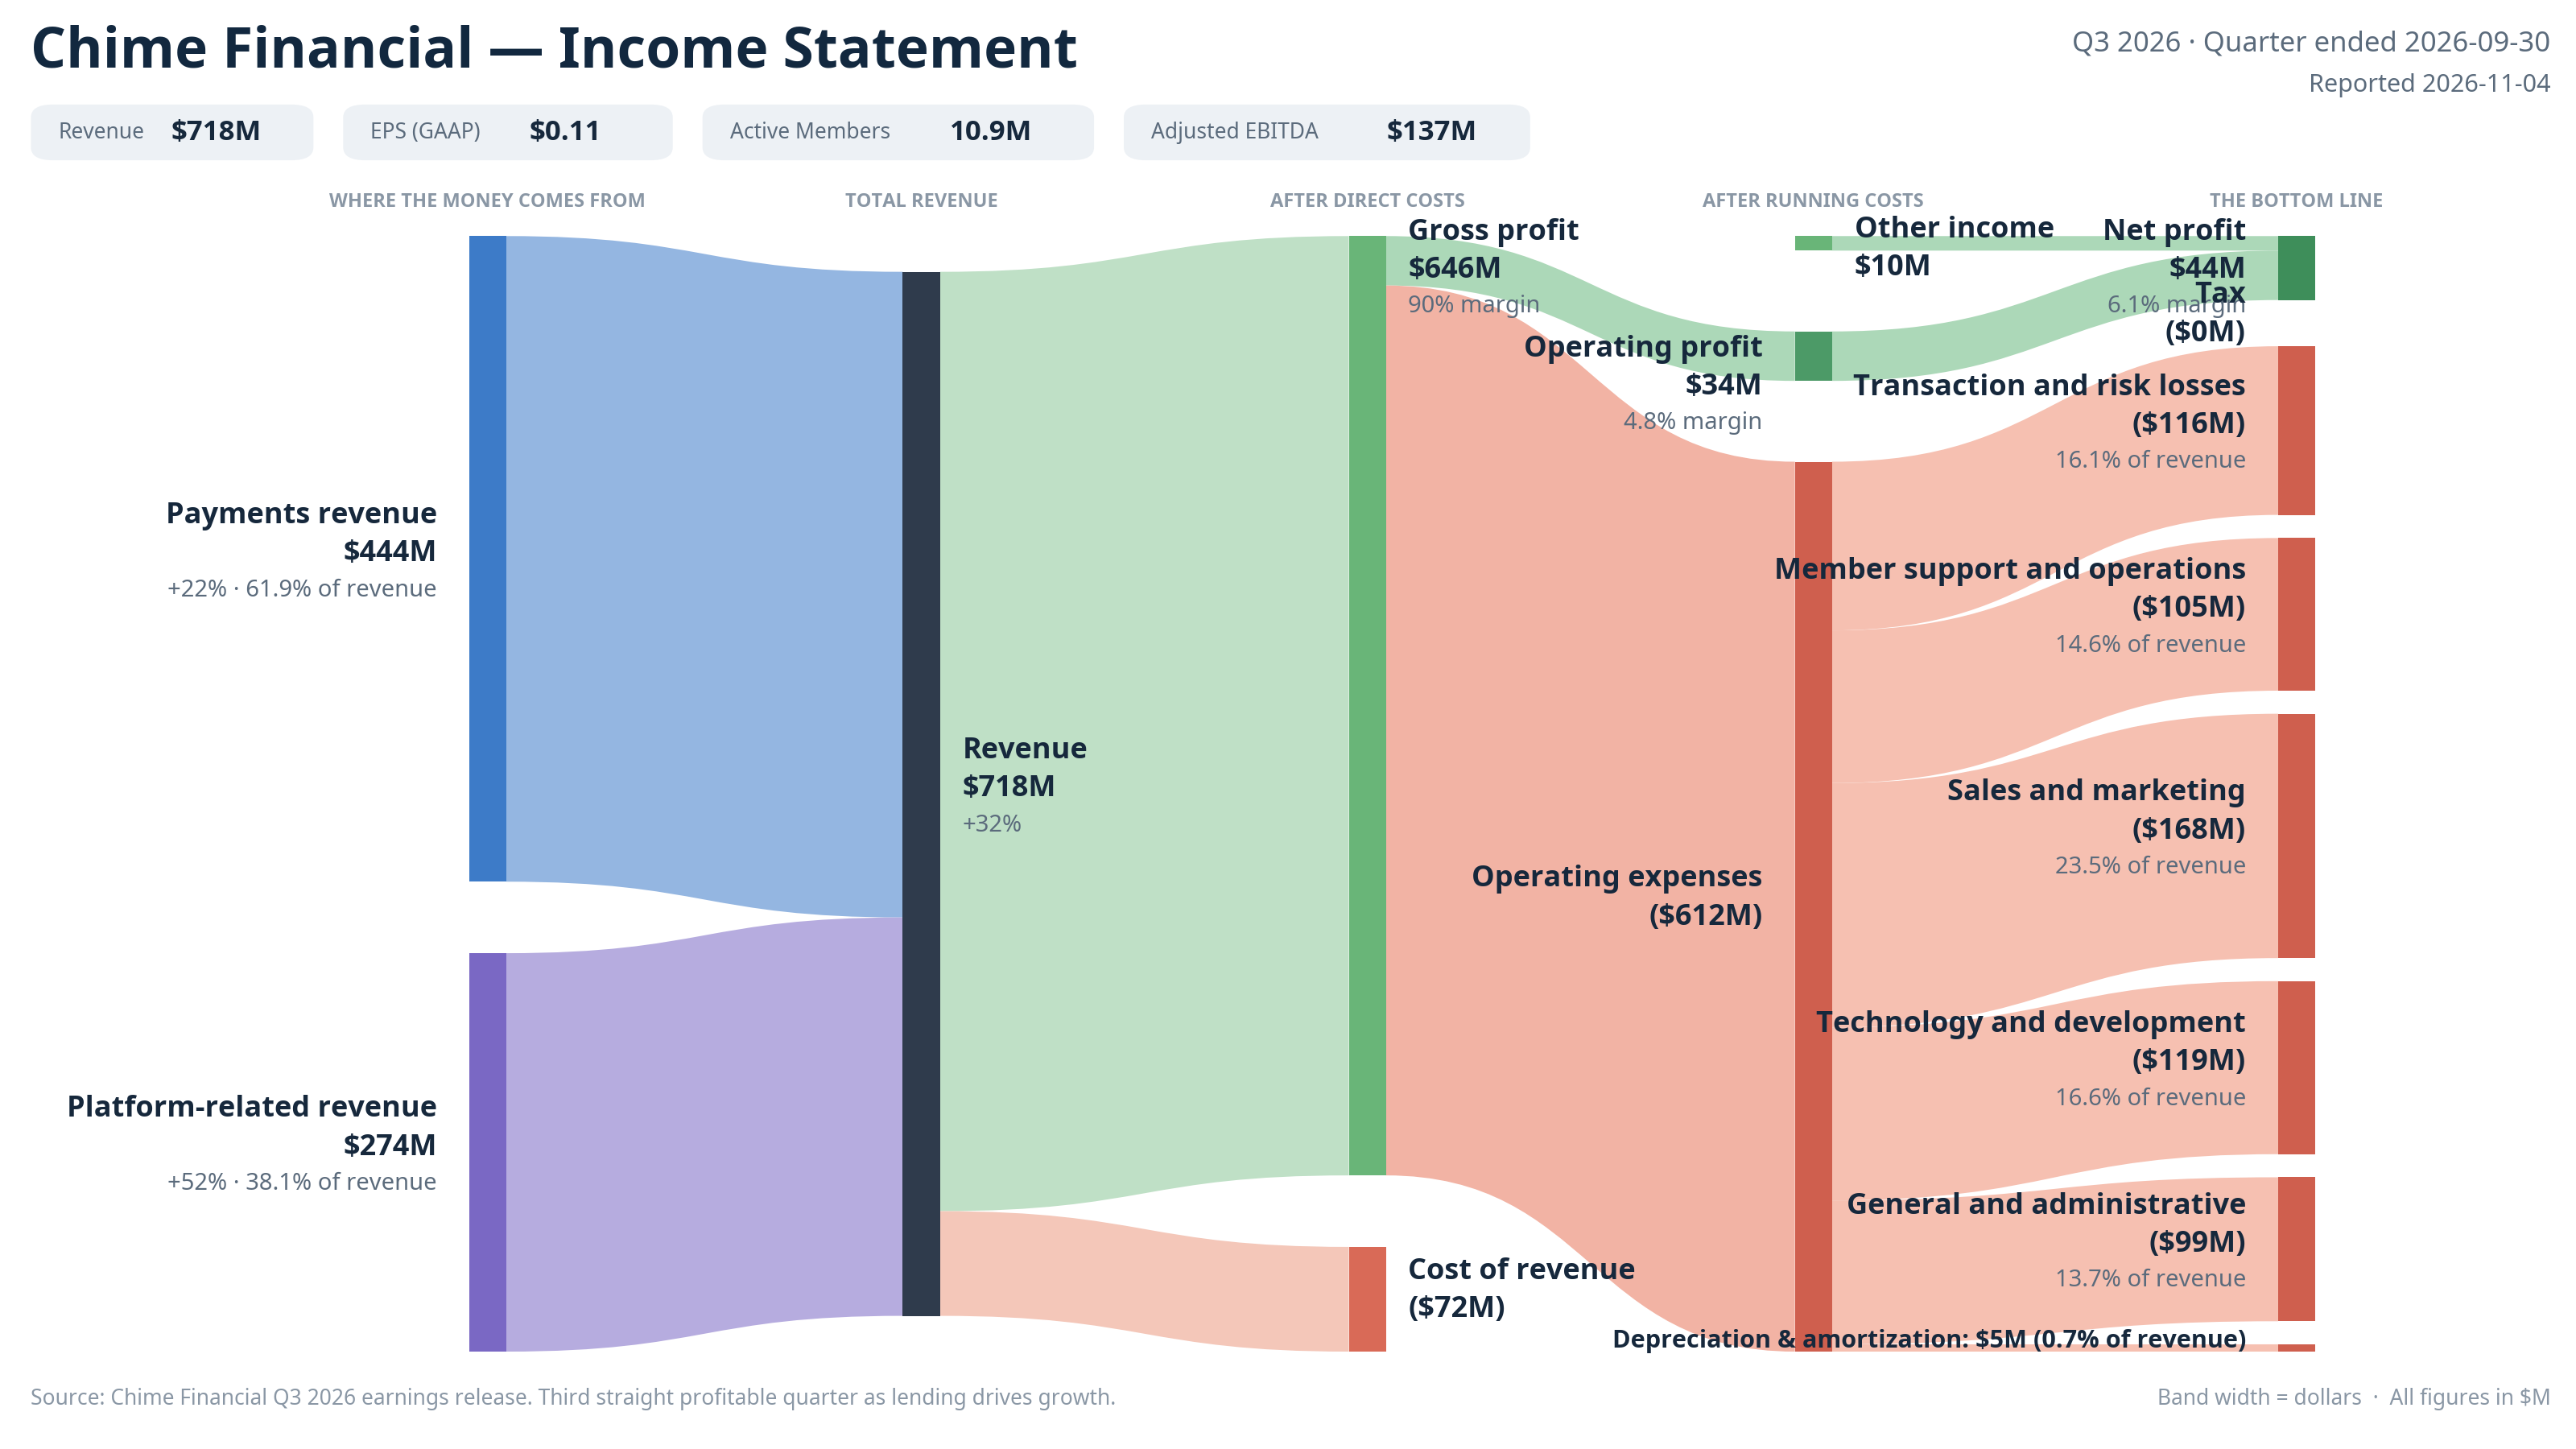 Chime Financial — Income Statement
Q3 2026 · Quarter ended 2026-09-30
Reported 2026-11-04
Revenue $718M
EPS (GAAP) $0.11
Active Members 10.9M
Adjusted EBITDA $137M
WHERE THE MONEY COMES FROM
TOTAL REVENUE
AFTER DIRECT COSTS
AFTER RUNNING COSTS
THE BOTTOM LINE
Payments revenue
$444M
+22% · 61.9% of revenue
Platform-related revenue
$274M
+52% · 38.1% of revenue
Revenue
$718M
+32%
Gross profit
$646M
90% margin
Cost of revenue
($72M)
Other income
$10M
Operating profit
$34M
4.8% margin
Operating expenses
($612M)
Net profit
$44M
6.1% margin
Tax
($0M)
Transaction and risk losses
($116M)
16.1% of revenue
Member support and operations
($105M)
14.6% of revenue
Sales and marketing
($168M)
23.5% of revenue
Technology and development
($119M)
16.6% of revenue
General and administrative
($99M)
13.7% of revenue
Depreciation & amortization: $5M (0.7% of revenue)
Source: Chime Financial Q3 2026 earnings release. Third straight profitable quarter as lending drives growth.
Band width = dollars · All figures in $M